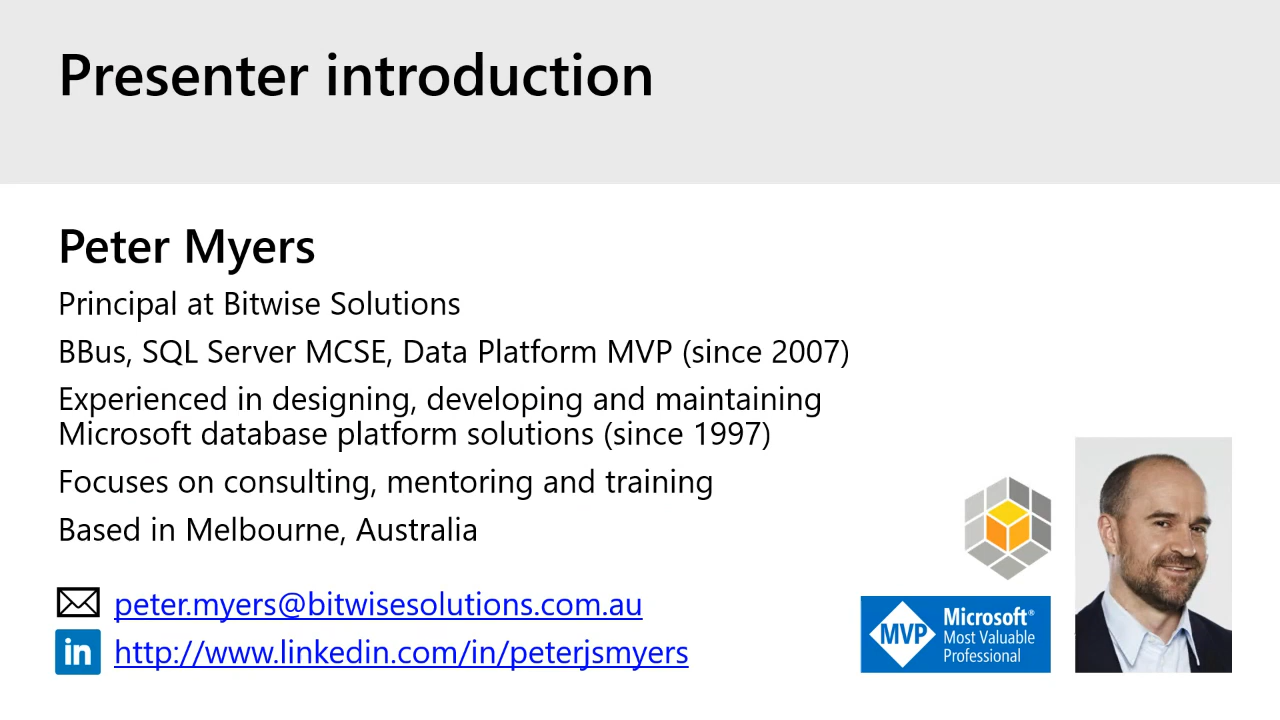 Presenter introduction
Peter Myers
Principal at Bitwise Solutions
BBus, SQL Server MCSE, Data Platform MVP (since 2007)
Experienced in designing, developing and maintaining
Microsoft database platform solutions (since 1997)
Focuses on consulting, mentoring and training
Based in Melbourne, Australia
peter.myers@bitwisesolutions.com.au
in http://www.linkedin.com/in/peterjsmyers
MVP
Microsoft®
Most Valuable
Professional